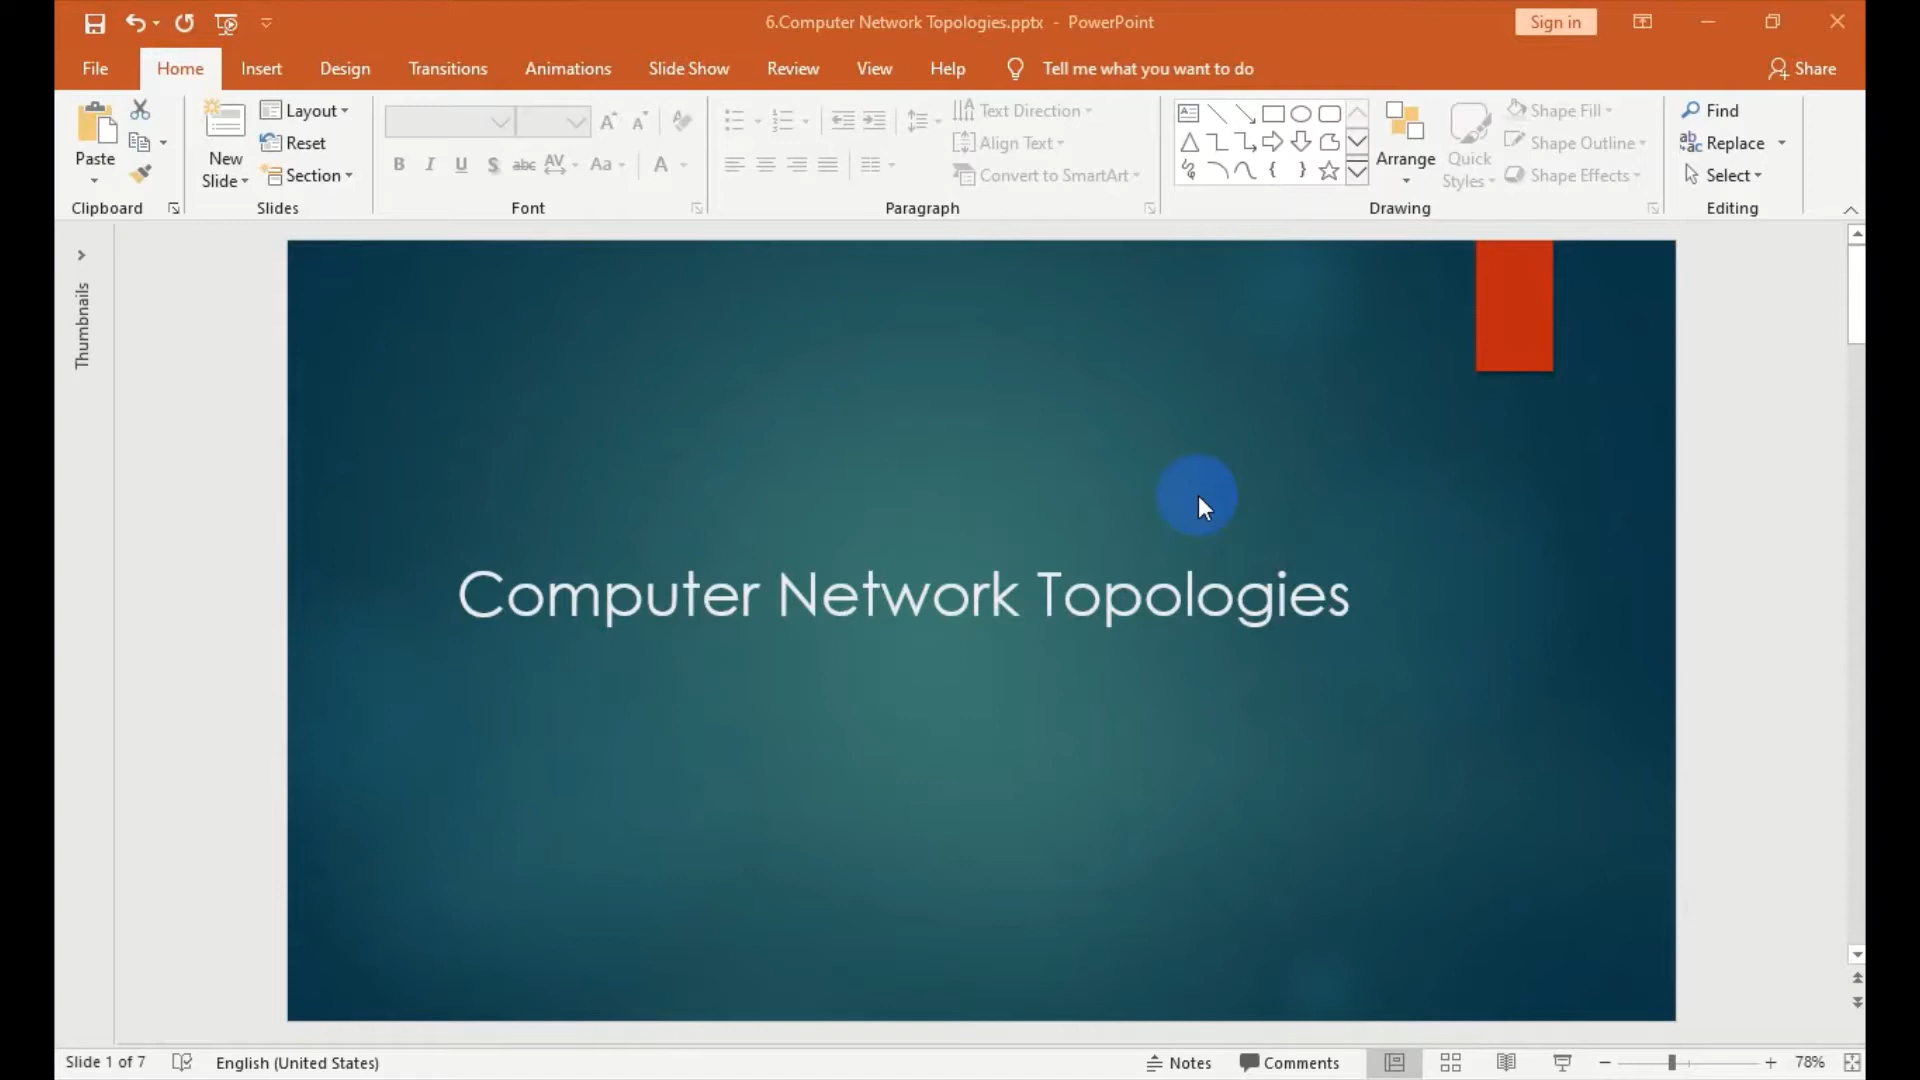 6.Computer Network Topologies.pptx - PowerPoint
Sign in
File Home Insert Design Transitions Animations Slide Show Review View Help Tell me what you want to do Share
Paste
Clipboard
New Slide
Layout
Reset
Section
Slides
B I U S abc AV Aa A
Font
Text Direction
Align Text
Convert to SmartArt
Paragraph
Arrange
Quick Styles
Shape Fill
Shape Outline
Shape Effects
Drawing
Find
Replace
Select
Editing
Thumbnails
Computer Network Topologies
Slide 1 of 7 English (United States) Notes Comments 78%